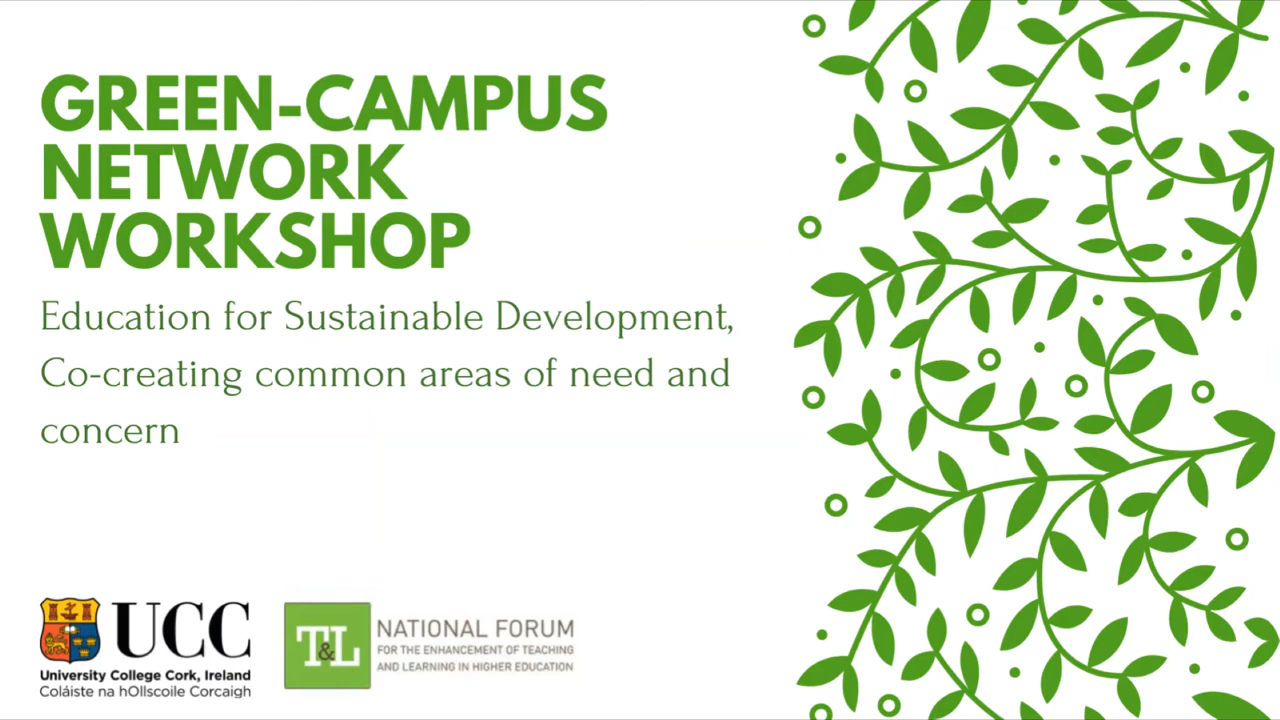 GREEN-CAMPUS
NETWORK
WORKSHOP
Education for Sustainable Development,
Co-creating common areas of need and
concern
UCC
University College Cork, Ireland
Coláiste na hOllscoile Corcaigh
T&L
NATIONAL FORUM
FOR THE ENHANCEMENT OF TEACHING
AND LEARNING IN HIGHER EDUCATION